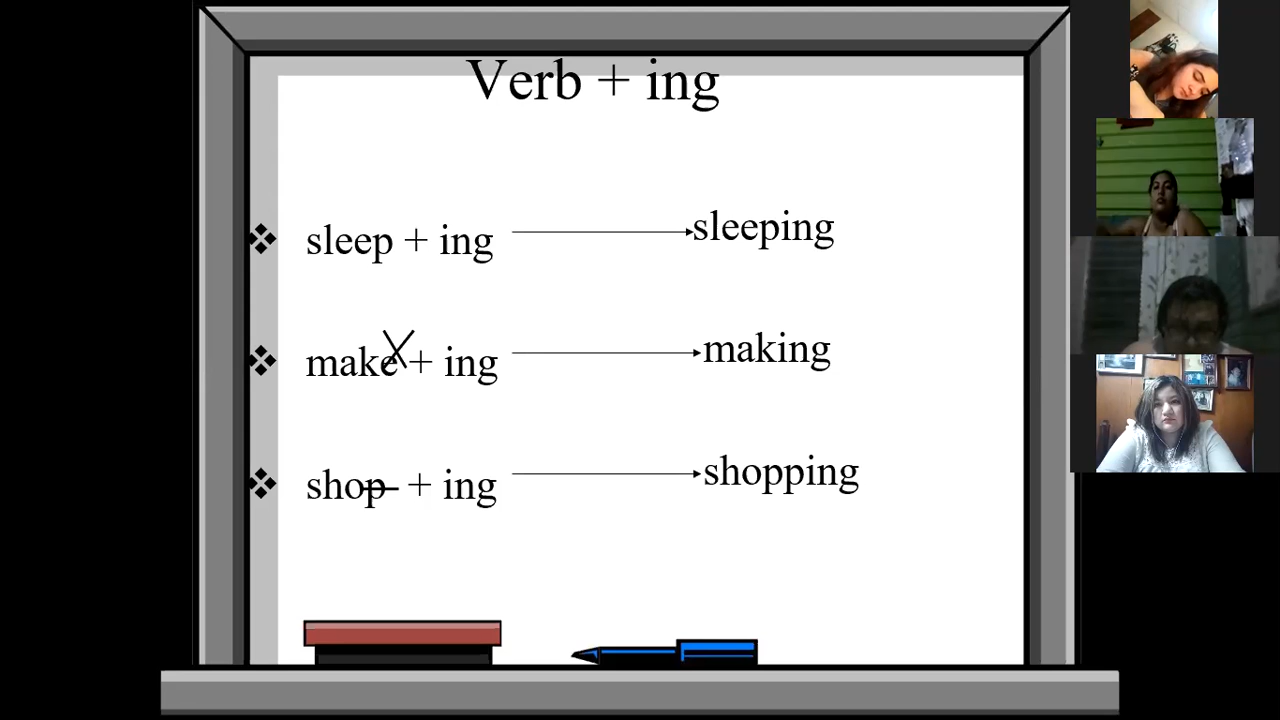 Verb + ing
sleep + ing sleeping
make + ing making
shop + ing shopping